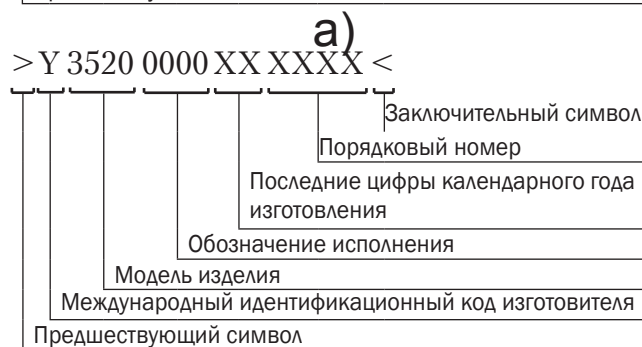 а)
>Y 3520 0000 XX XXXX <
Заключительный символ
Порядковый номер
Последние цифры календарного года
изготовления
Обозначение исполнения
Модель изделия
Международный идентификационный код изготовителя
Предшествующий символ